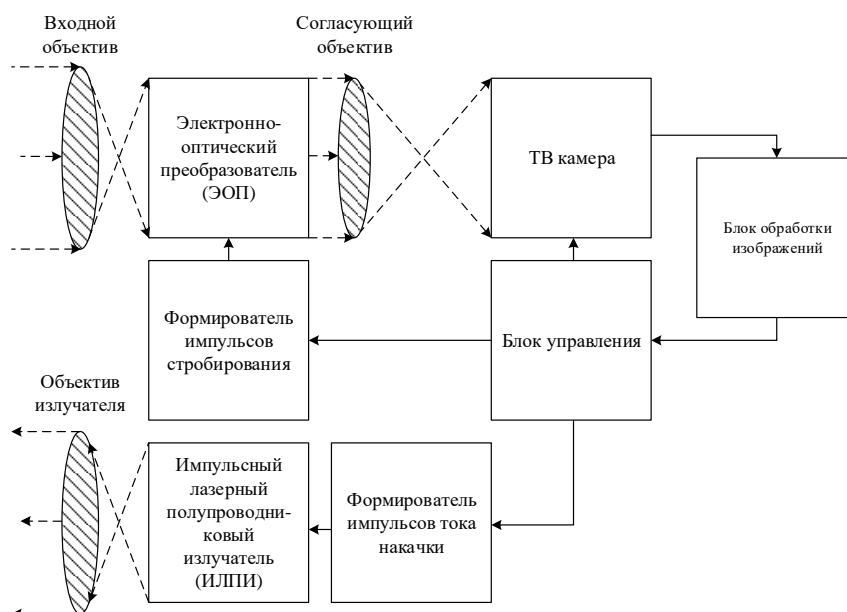 Входной
объектив
Согласующий
объектив
Электронно-
оптический
преобразователь
(ЭОП)
ТВ камера
Блок обработки
изображений
Формирователь
импульсов
стробирования
Блок управления
Объектив
излучателя
Импульсный
лазерный
полупроводни-
ковый
излучатель
(ИЛПИ)
Формирователь
импульсов тока
накачки